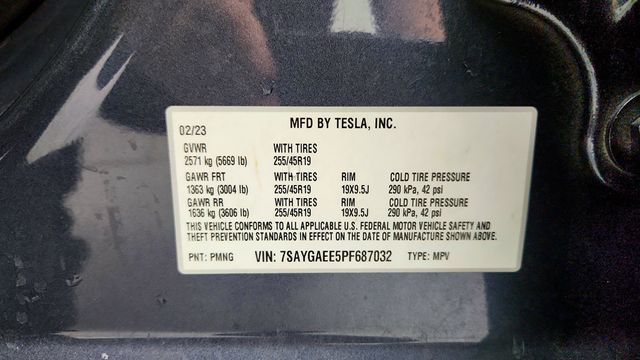 02/23 MFD BY TESLA, INC.
GVWR WITH TIRES
2571 kg (5669 lb) 255/45R19
GAWR FRT WITH TIRES RIM COLD TIRE PRESSURE
1363 kg (3004 lb) 255/45R19 19X9.5J 290 kPa, 42 psi
GAWR RR WITH TIRES RIM COLD TIRE PRESSURE
1636 kg (3606 lb) 255/45R19 19X9.5J 290 kPa, 42 psi
THIS VEHICLE CONFORMS TO ALL APPLICABLE U.S. FEDERAL MOTOR VEHICLE SAFETY AND
THEFT PREVENTION STANDARDS IN EFFECT ON THE DATE OF MANUFACTURE SHOWN ABOVE.
PNT: PMNG VIN: 7SAYGAEE5PF687032 TYPE: MPV